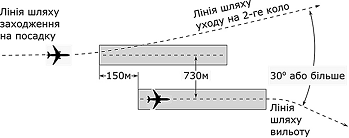 Лінія шляху
заходження
на посадку
Лінія шляху
уходу на 2-ге коло
150м
730м
30° або більше
Лінія
шляху
вильоту